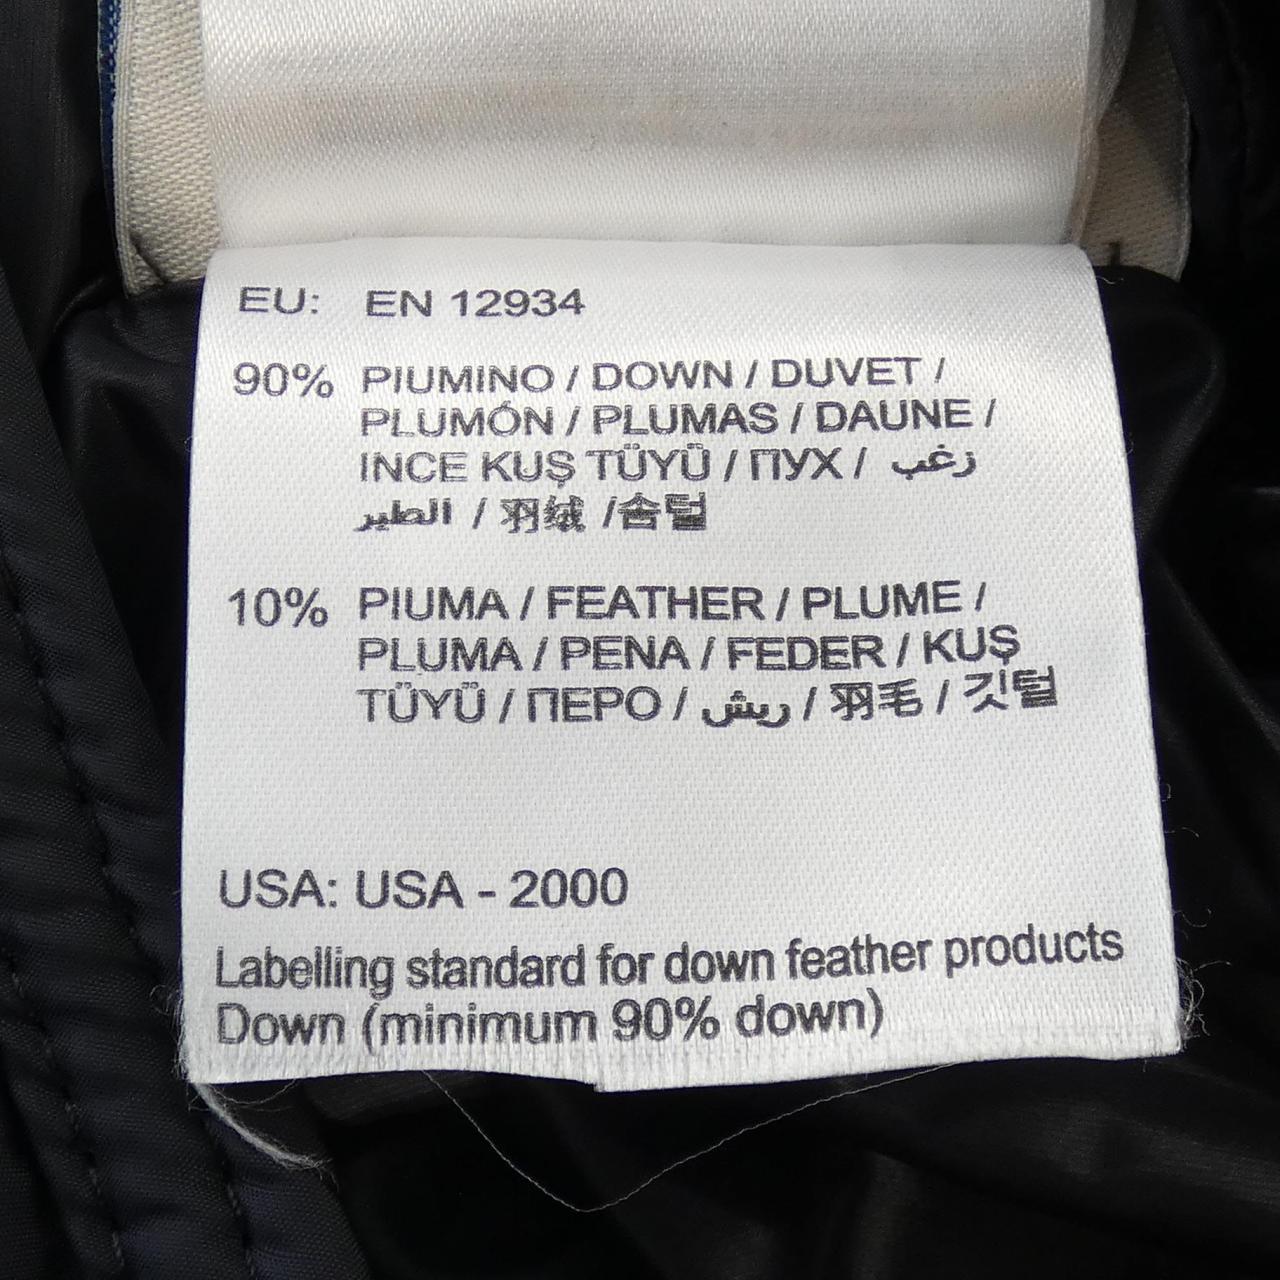 EU: EN 12934
90% PIUMINO / DOWN / DUVET /
PLUMÓN / PLUMAS / DAUNE /
INCE KUŞ TÜYÜ / ПУХ / زغب
الطير / 羽绒 /솜털
10% PIUMA / FEATHER / PLUME /
PLUMA / PENA / FEDER / KUŞ
TÜYÜ / ПЕРО / ريش / 羽毛 / 깃털
USA: USA - 2000
Labelling standard for down feather products
Down (minimum 90% down)